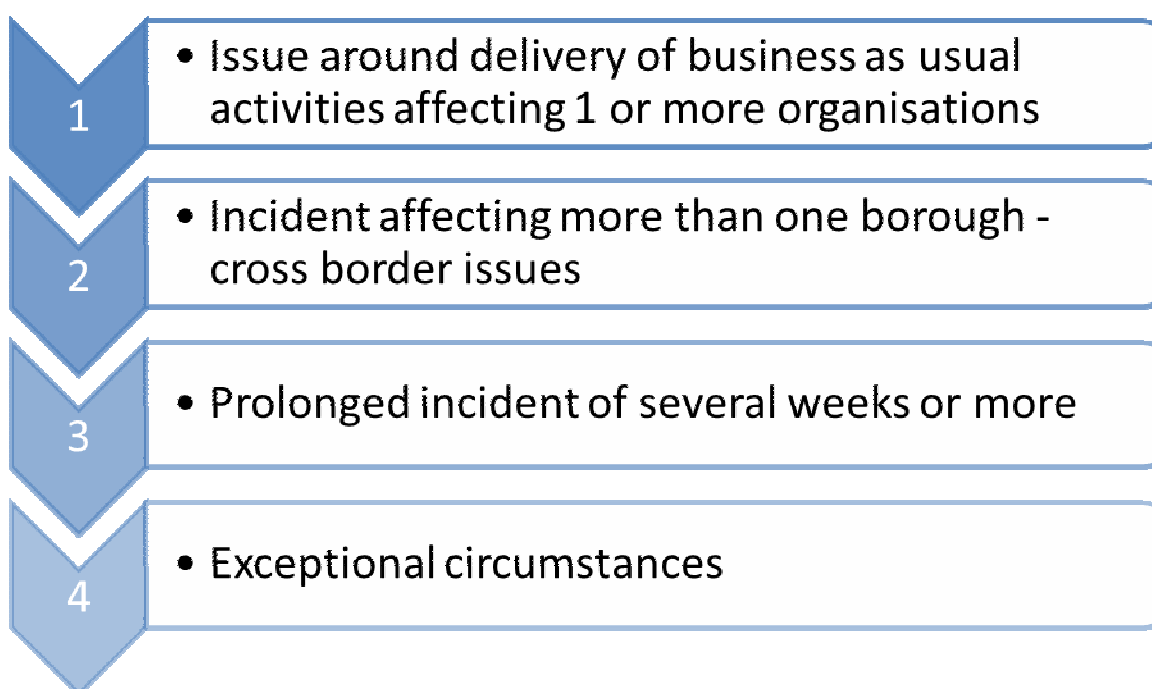 1
• Issue around delivery of business as usual
activities affecting 1 or more organisations
2
• Incident affecting more than one borough -
cross border issues
3
• Prolonged incident of several weeks or more
4
• Exceptional circumstances